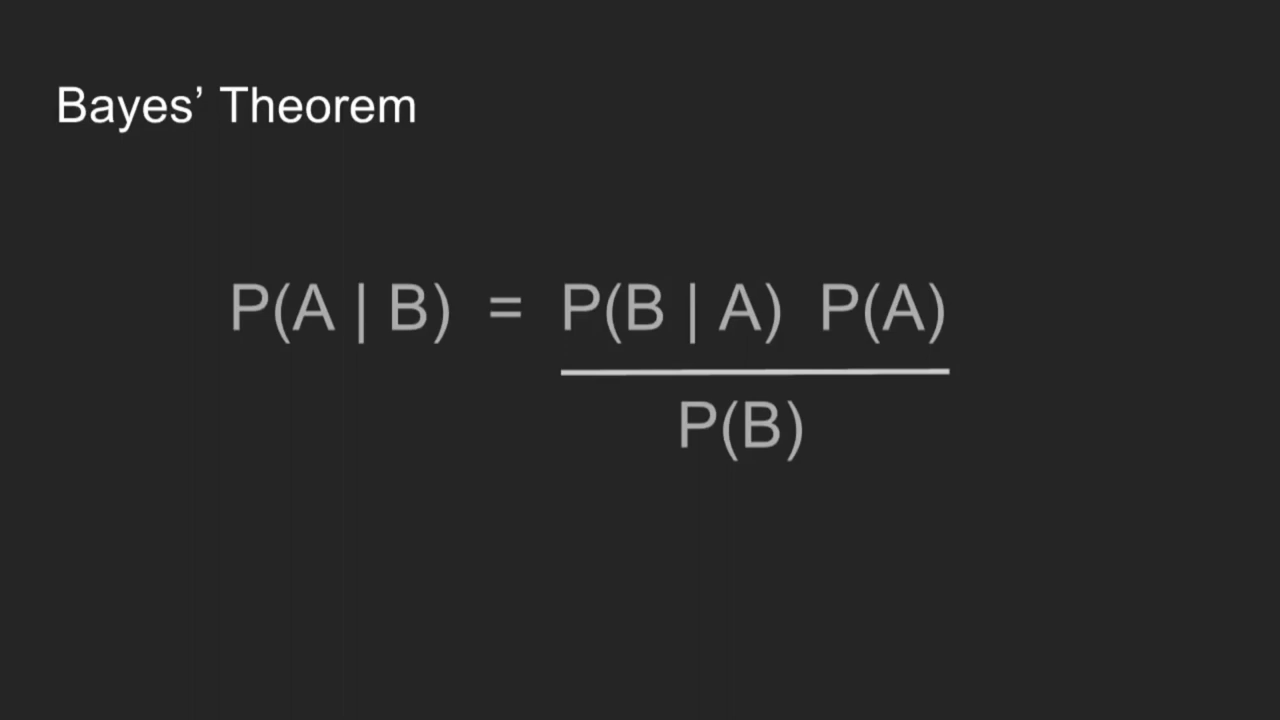 Bayes’ Theorem
P(A | B) = P(B | A) P(A)
P(B)